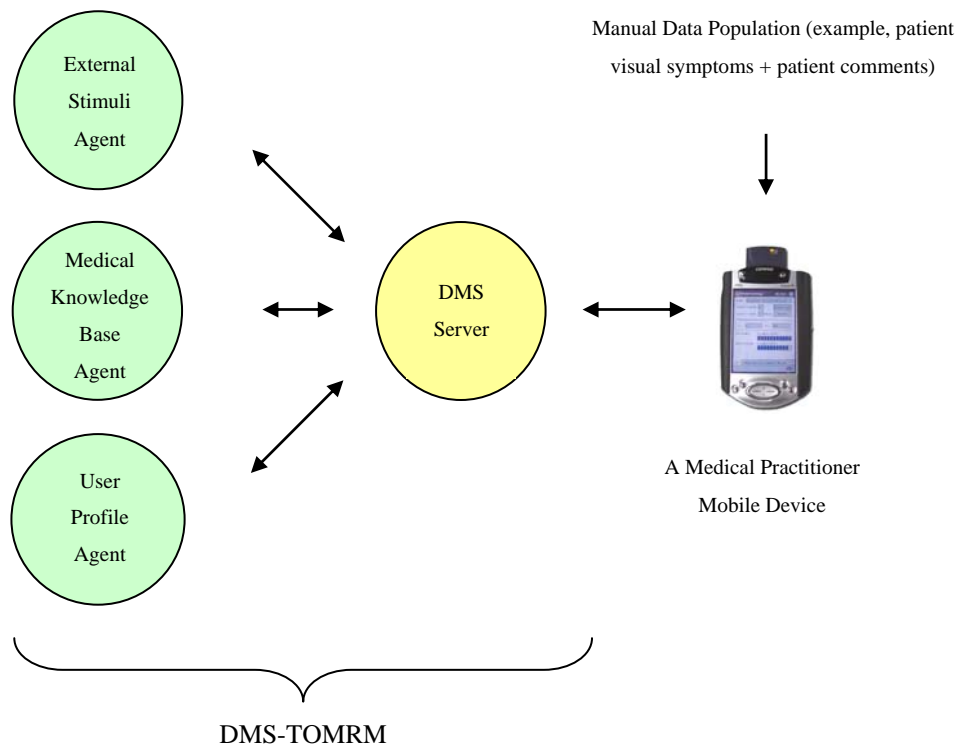 Manual Data Population (example, patient
visual symptoms + patient comments)
External
Stimuli
Agent
Medical
Knowledge
Base
Agent
DMS
Server
User
Profile
Agent
A Medical Practitioner
Mobile Device
DMS-TOMRM